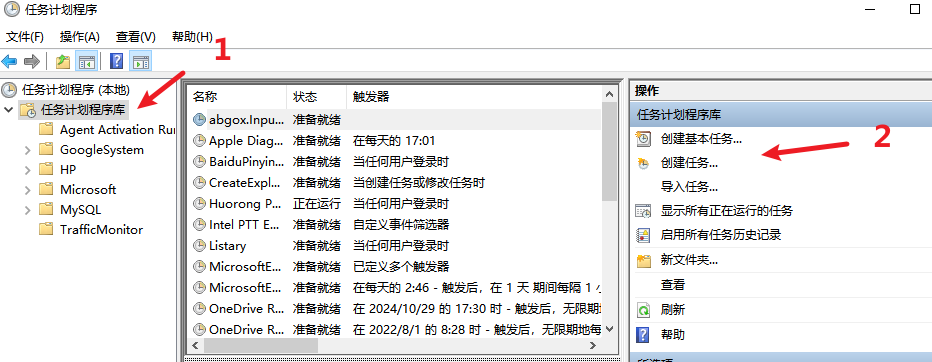 任务计划程序
文件(F) 操作(A) 查看(V) 帮助(H)
1
任务计划程序 (本地)
任务计划程序库
Agent Activation Run
GoogleSystem
HP
Microsoft
MySQL
TrafficMonitor
名称 状态 触发器
abgox.Inpu... 准备就绪
Apple Diag... 准备就绪 在每天的 17:01
BaiduPinyin... 准备就绪 当任何用户登录时
CreateExpl... 准备就绪 当创建任务或修改任务时
Huorong P... 正在运行 当任何用户登录时
Intel PTT E... 准备就绪 自定义事件筛选器
Listary 准备就绪 当任何用户登录时
MicrosoftE... 准备就绪 已定义多个触发器
MicrosoftE... 准备就绪 在每天的 2:46 - 触发后，在 1 天 期间每隔 1 小
OneDrive R... 准备就绪 在 2024/10/29 的 17:30 时 - 触发后，无限期地
OneDrive R... 准备就绪 在 2022/8/1 的 8:28 时 - 触发后，无限期地每
操作
任务计划程序库
创建基本任务...
2
创建任务...
导入任务...
显示所有正在运行的任务
启用所有任务历史记录
新文件夹...
查看
刷新
帮助
所选项